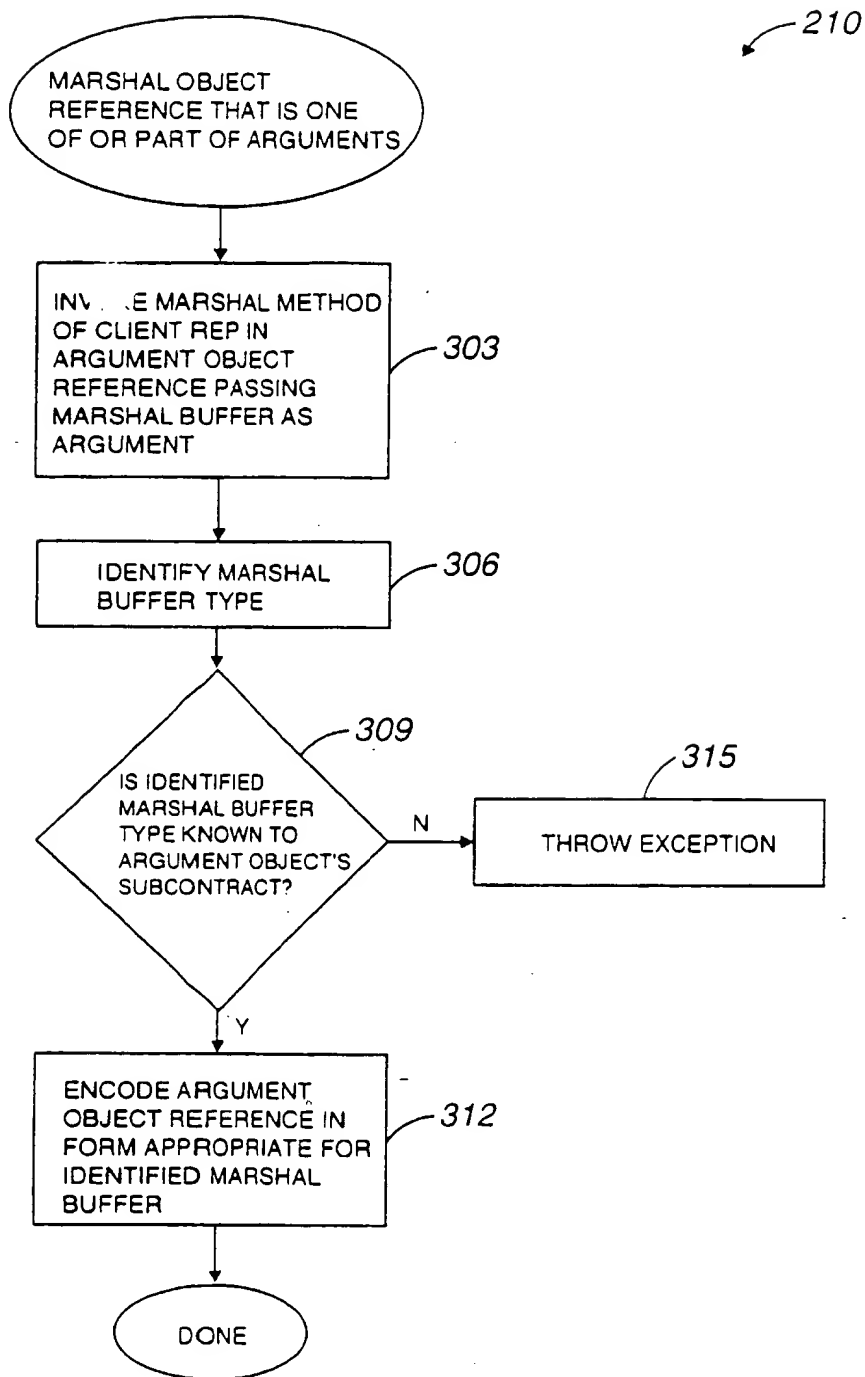 210
MARSHAL OBJECT
REFERENCE THAT IS ONE
OF OR PART OF ARGUMENTS
MARSHAL METHOD
OF CLIENT REP IN
ARGUMENT OBJECT
REFERENCE PASSING
MARSHAL BUFFER AS
ARGUMENT
303
IDENTIFY MARSHAL
BUFFER TYPE
306
309
IS IDENTIFIED
MARSHAL BUFFER
TYPE KNOWN TO
ARGUMENT OBJECT'S
SUBCONTRACT?
N
315
THROW EXCEPTION
Y
ENCODE ARGUMENT
OBJECT REFERENCE IN
FORM APPROPRIATE FOR
IDENTIFIED MARSHAL
BUFFER
312
DONE